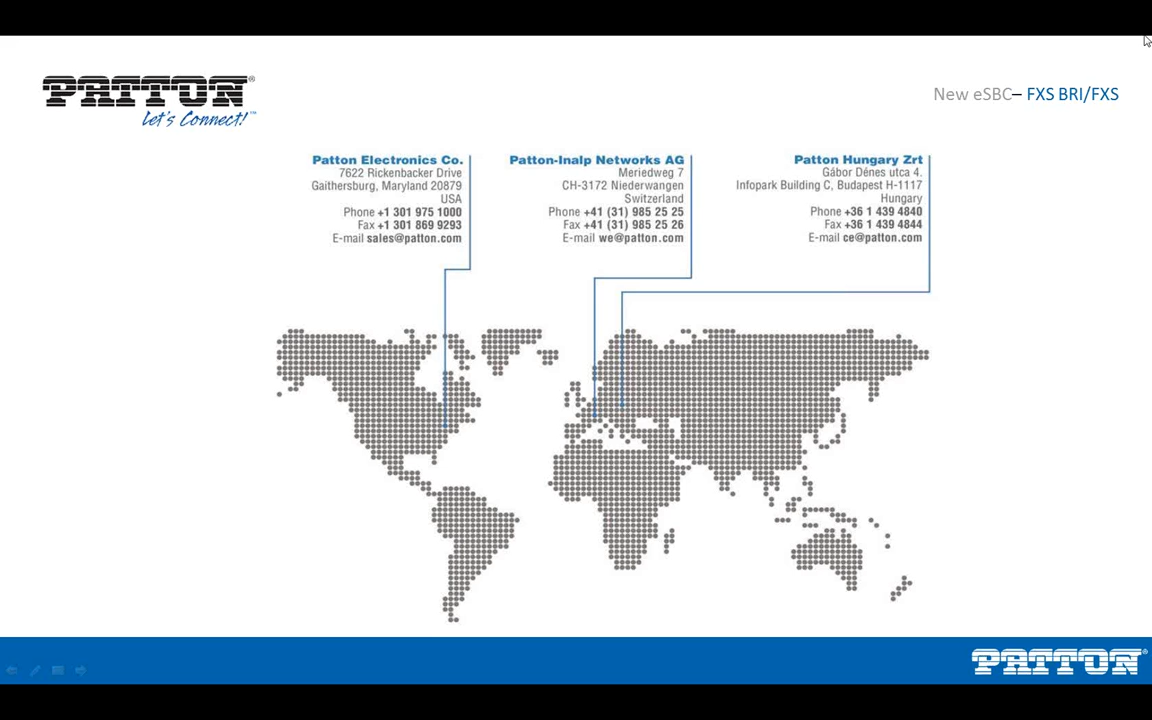 PATTON®
Let's Connect!™
New eSBC– FXS BRI/FXS
Patton Electronics Co.
7622 Rickenbacker Drive
Gaithersburg, Maryland 20879
USA
Phone +1 301 975 1000
Fax +1 301 869 9293
E-mail sales@patton.com
Patton-Inalp Networks AG
Meriedweg 7
CH-3172 Niederwangen
Switzerland
Phone +41 (31) 985 25 25
Fax +41 (31) 985 25 26
E-mail we@patton.com
Patton Hungary Zrt
Gábor Dénes utca 4.
Infopark Building C, Budapest H-1117
Hungary
Phone +36 1 439 4840
Fax +36 1 439 4844
E-mail ce@patton.com
PATTON®